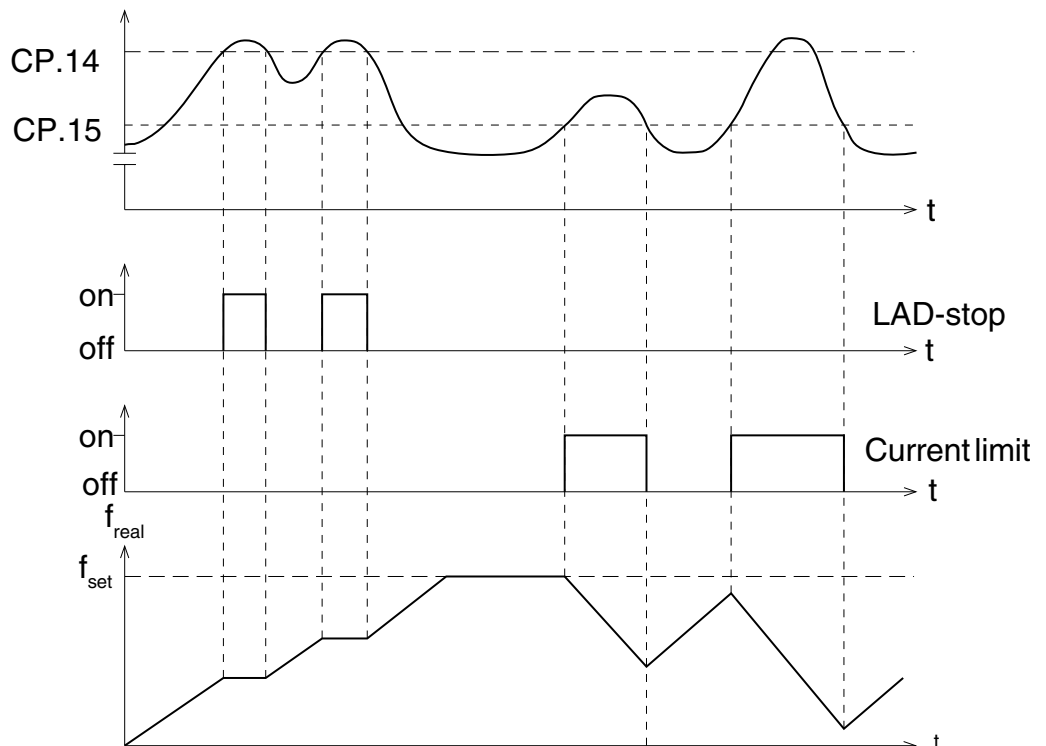 CP.14
CP.15
t
on
off
LAD-stop
t
on
off
Current limit
t
f real
f set
t